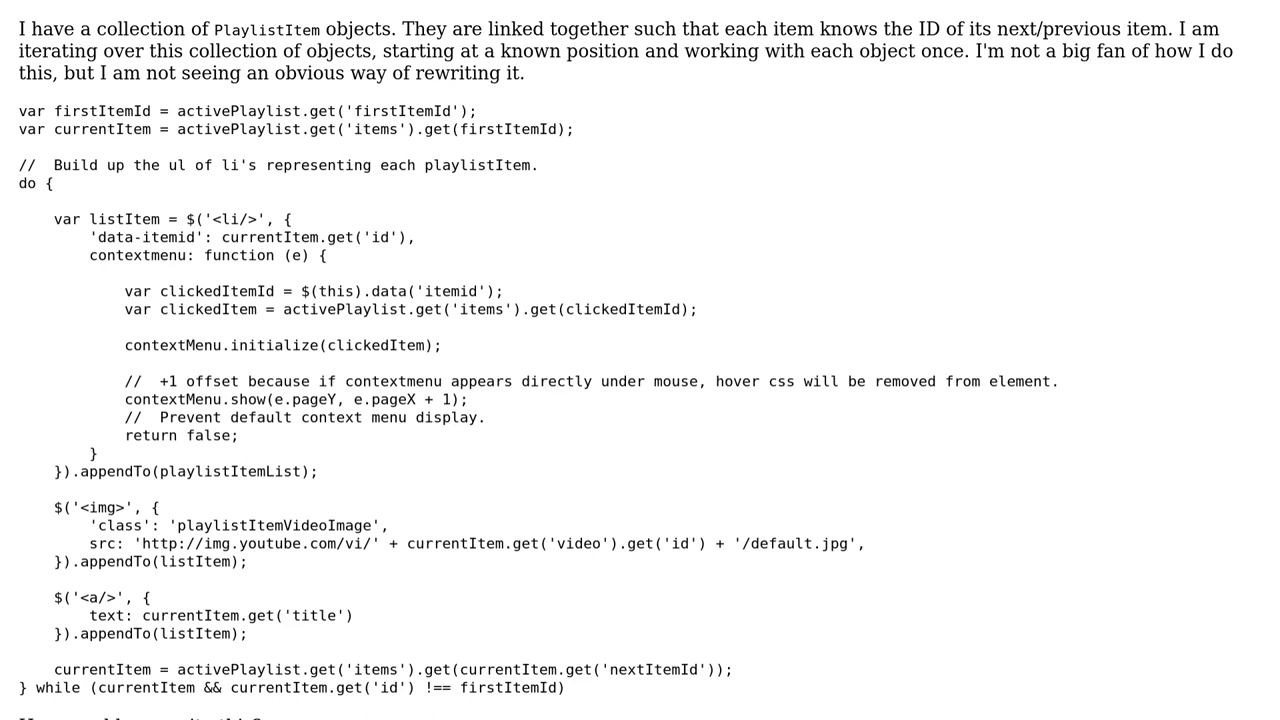 I have a collection of PlaylistItem objects. They are linked together such that each item knows the ID of its next/previous item. I am
iterating over this collection of objects, starting at a known position and working with each object once. I'm not a big fan of how I do
this, but I am not seeing an obvious way of rewriting it.
var firstItemId = activePlaylist.get('firstItemId');
var currentItem = activePlaylist.get('items').get(firstItemId);
//  Build up the ul of li's representing each playlistItem.
do {
    var listItem = $('<li/>', {
        'data-itemid': currentItem.get('id'),
        contextmenu: function (e) {
            var clickedItemId = $(this).data('itemid');
            var clickedItem = activePlaylist.get('items').get(clickedItemId);
            contextMenu.initialize(clickedItem);
            //  +1 offset because if contextmenu appears directly under mouse, hover css will be removed from element.
            contextMenu.show(e.pageY, e.pageX + 1);
            //  Prevent default context menu display.
            return false;
        }
    }).appendTo(playlistItemList);
    $('<img>', {
        'class': 'playlistItemVideoImage',
        src: 'http://img.youtube.com/vi/' + currentItem.get('video').get('id') + '/default.jpg',
    }).appendTo(listItem);
    $('<a/>', {
        text: currentItem.get('title')
    }).appendTo(listItem);
    currentItem = activePlaylist.get('items').get(currentItem.get('nextItemId'));
} while (currentItem && currentItem.get('id') !== firstItemId)